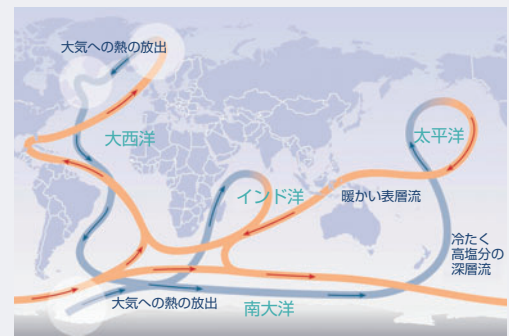 大気への熱の放出
大西洋
太平洋
インド洋
暖かい表層流
冷たく
高塩分の
深層流
大気への熱の放出
南大洋